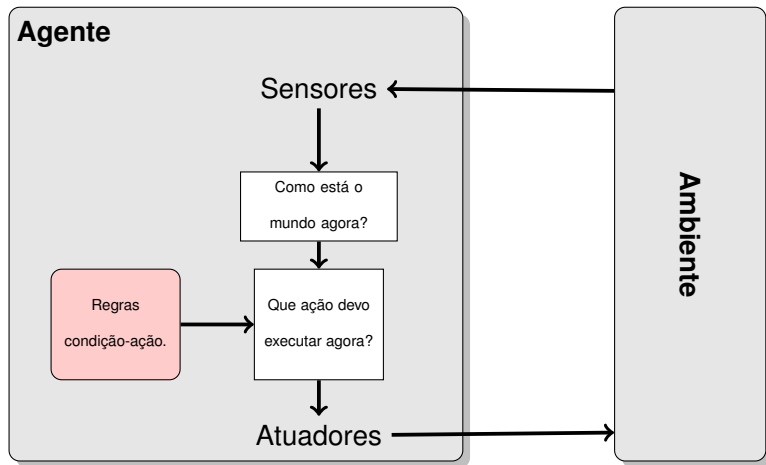 Agente
Sensores
Como está o
mundo agora?
Regras
condição-ação.
Que ação devo
executar agora?
Atuadores
Ambiente